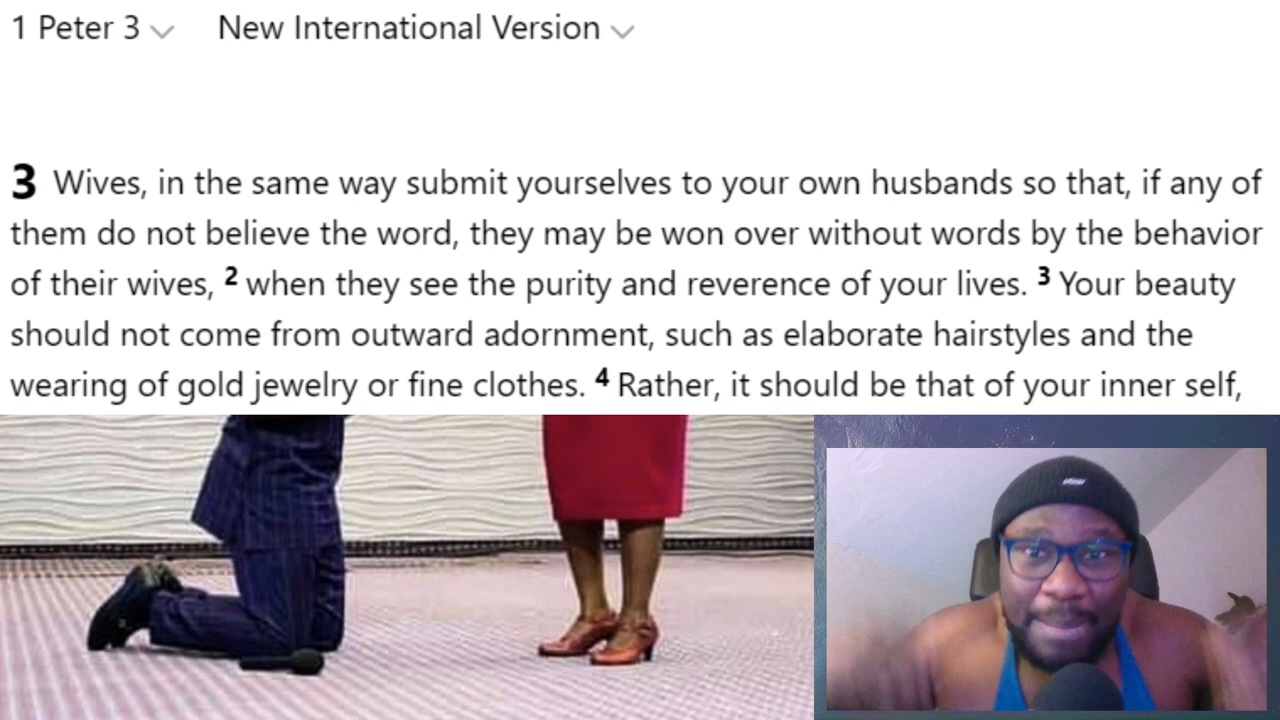 1 Peter 3 New International Version
3 Wives, in the same way submit yourselves to your own husbands so that, if any of
them do not believe the word, they may be won over without words by the behavior
of their wives, 2 when they see the purity and reverence of your lives. 3 Your beauty
should not come from outward adornment, such as elaborate hairstyles and the
wearing of gold jewelry or fine clothes. 4 Rather, it should be that of your inner self,